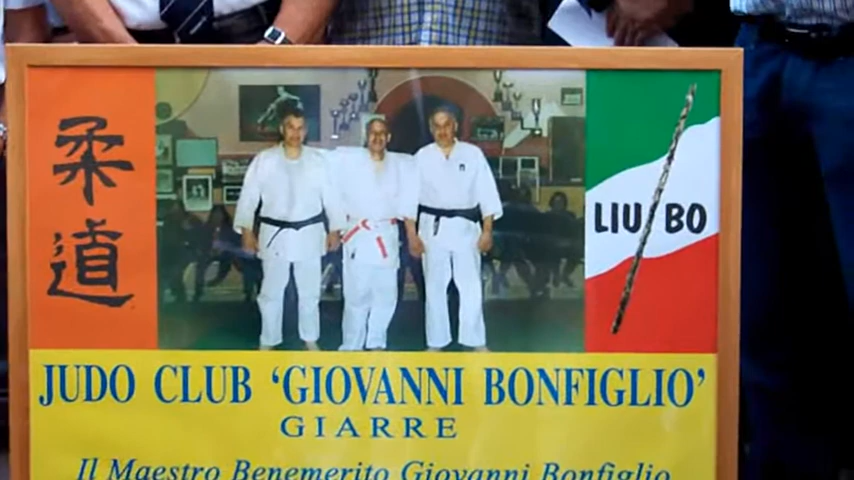 柔
道
LIU BO
JUDO CLUB ‘GIOVANNI BONFIGLIO’
GIARRE
Il Maestro Benemerito Giovanni Bonfiglio